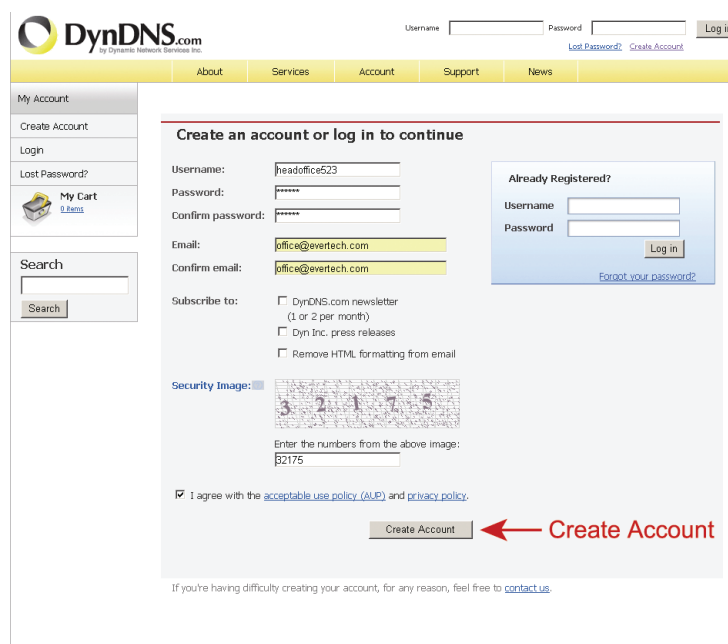 DynDNS.com
by Dynamic Network Services Inc.
Username
Password
Log i
Lost Password? Create Account
About Services Account Support News
My Account
Create Account
Login
Lost Password?
My Cart
0 items
Search
Search
Create an account or log in to continue
Username: headoffice523
Password: ******
Confirm password: ******
Email: office@evertech.com
Confirm email: office@evertech.com
Subscribe to: DynDNS.com newsletter
(1 or 2 per month)
Dyn Inc. press releases
Remove HTML formatting from email
Security Image:
3 2 1 7 5
Enter the numbers from the above image:
32175
I agree with the acceptable use policy (AUP) and privacy policy.
Create Account
Create Account
Already Registered?
Username
Password
Log in
Forgot your password?
If you're having difficulty creating your account, for any reason, feel free to contact us.